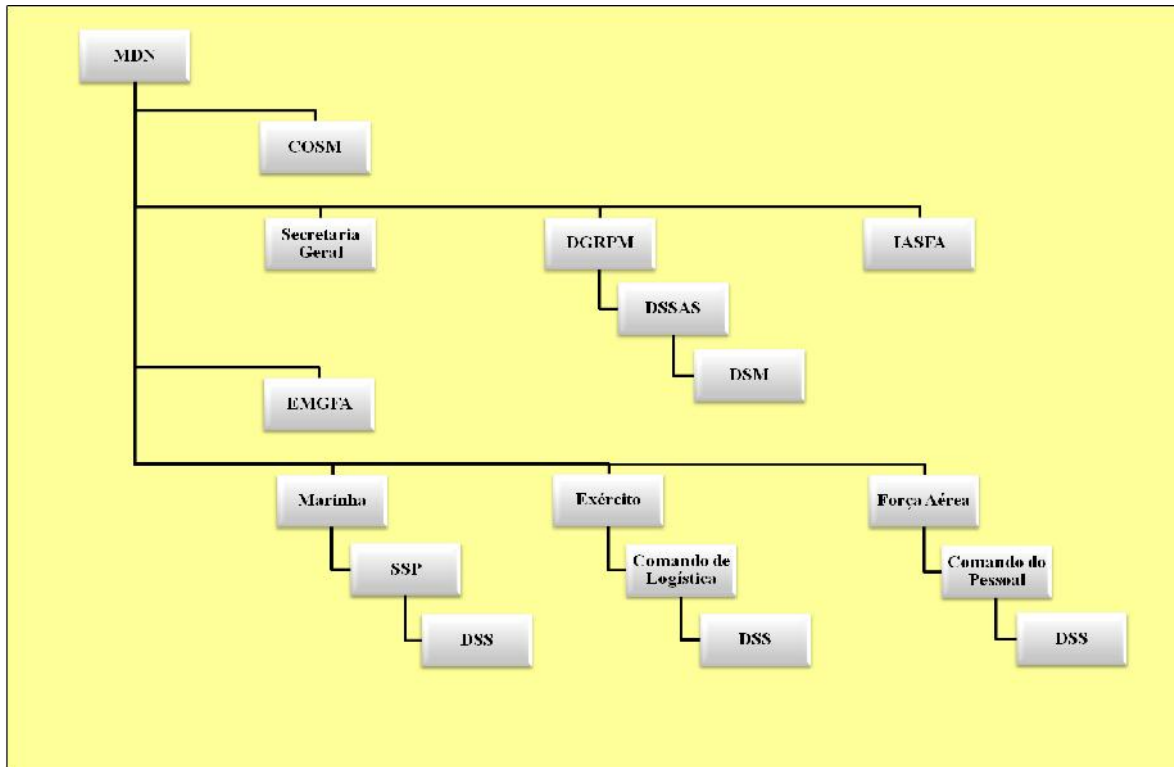 MDN
COSM
Secretaria
Geral
DGRPM
IASFA
DSSAS
DSM
EMGFA
Marinha
Exército
Força Aérea
SSP
Comando de
Logística
Comando do
Pessoal
DSS
DSS
DSS